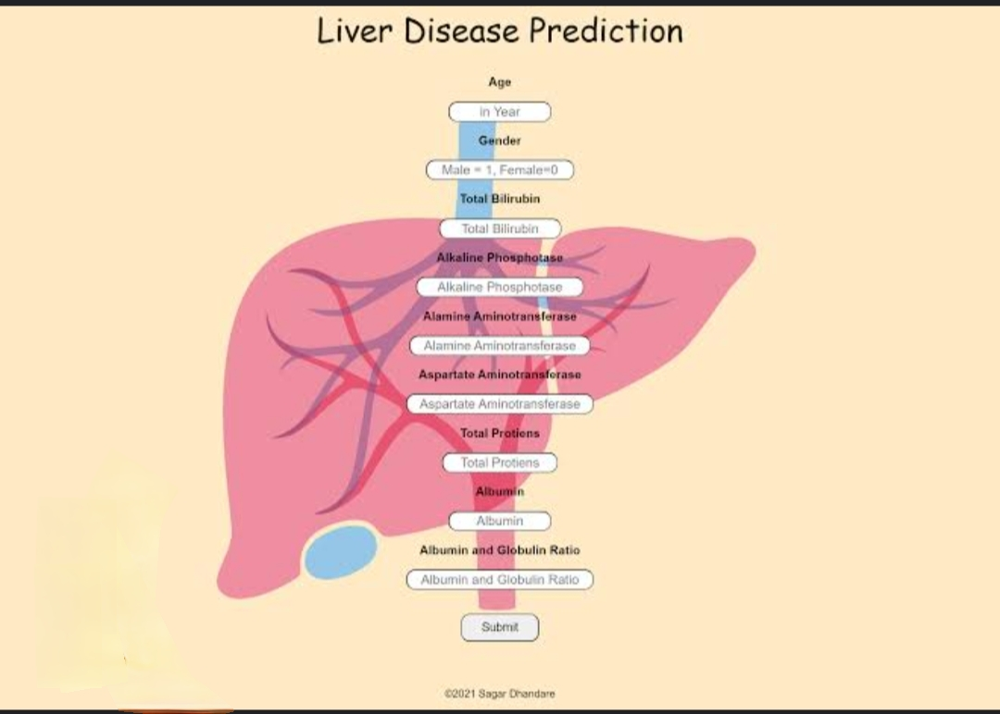 Liver Disease Prediction
Age
in Year
Gender
Male = 1, Female=0
Total Bilirubin
Total Bilirubin
Alkaline Phosphotase
Alkaline Phosphotase
Alamine Aminotransferase
Alamine Aminotransferase
Aspartate Aminotransferase
Aspartate Aminotransferase
Total Protiens
Total Protiens
Albumin
Albumin
Albumin and Globulin Ratio
Albumin and Globulin Ratio
Submit
©2021 Sagar Dhandare